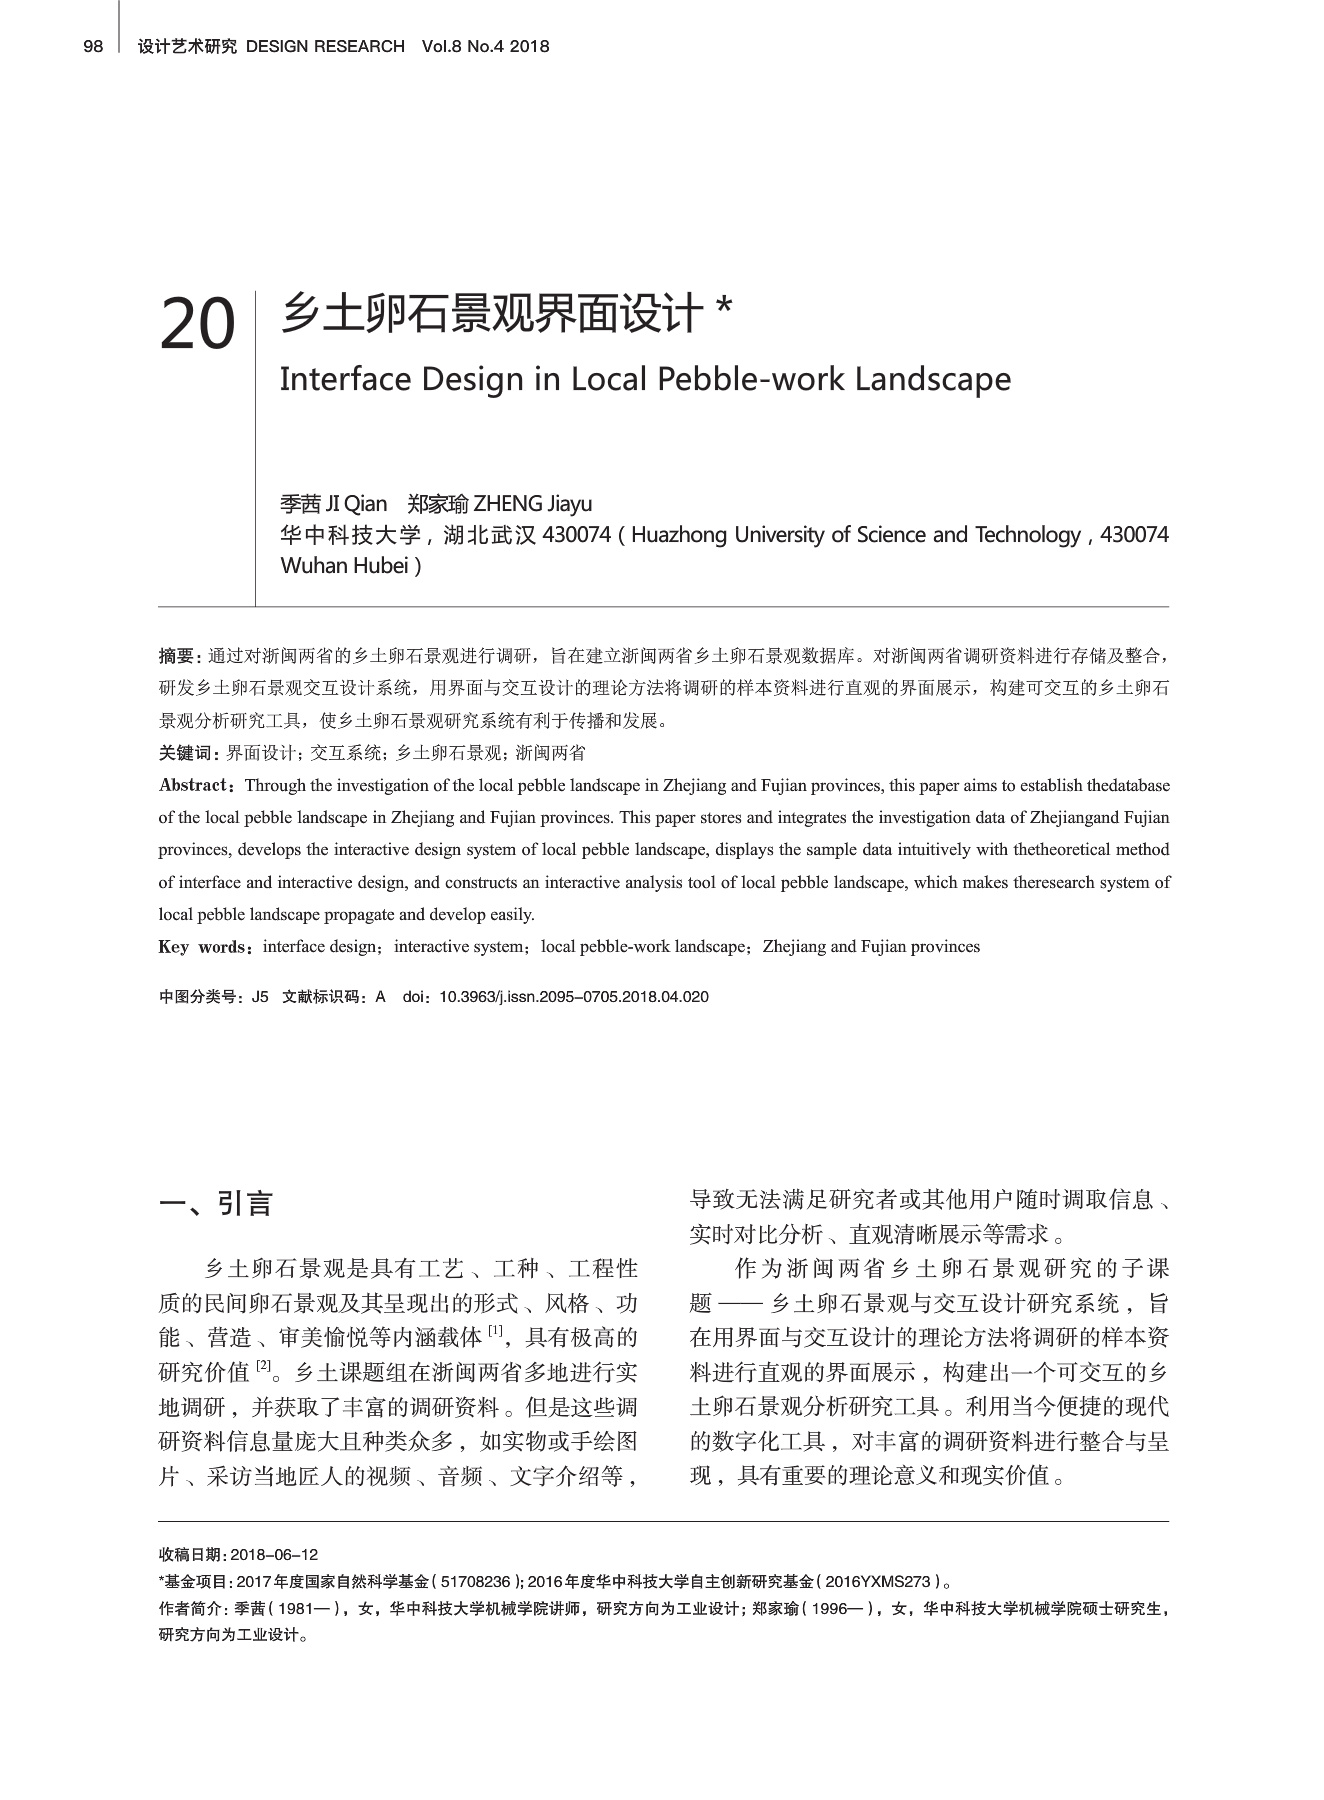 98 设计艺术研究 DESIGN RESEARCH Vol.8 No.4 2018
20
乡土卵石景观界面设计 *
Interface Design in Local Pebble-work Landscape
季茜 JI Qian 郑家瑜 ZHENG Jiayu
华中科技大学，湖北武汉 430074（Huazhong University of Science and Technology，430074
Wuhan Hubei）
摘要：通过对浙闽两省的乡土卵石景观进行调研，旨在建立浙闽两省乡土卵石景观数据库。对浙闽两省调研资料进行存储及整合，
研发乡土卵石景观交互设计系统，用界面与交互设计的理论方法将调研的样本资料进行直观的界面展示，构建可交互的乡土卵石
景观分析研究工具，使乡土卵石景观研究系统有利于传播和发展。
关键词：界面设计；交互系统；乡土卵石景观；浙闽两省
Abstract：Through the investigation of the local pebble landscape in Zhejiang and Fujian provinces, this paper aims to establish thedatabase
of the local pebble landscape in Zhejiang and Fujian provinces. This paper stores and integrates the investigation data of Zhejiangand Fujian
provinces, develops the interactive design system of local pebble landscape, displays the sample data intuitively with thetheoretical method
of interface and interactive design, and constructs an interactive analysis tool of local pebble landscape, which makes theresearch system of
local pebble landscape propagate and develop easily.
Key words：interface design；interactive system；local pebble-work landscape；Zhejiang and Fujian provinces
中图分类号：J5 文献标识码：A doi：10.3963/j.issn.2095-0705.2018.04.020
一、引言
乡土卵石景观是具有工艺、工种、工程性
质的民间卵石景观及其呈现出的形式、风格、功
能、营造、审美愉悦等内涵载体[1]，具有极高的
研究价值[2]。乡土课题组在浙闽两省多地进行实
地调研，并获取了丰富的调研资料。但是这些调
研资料信息量庞大且种类众多，如实物或手绘图
片、采访当地匠人的视频、音频、文字介绍等，
导致无法满足研究者或其他用户随时调取信息、
实时对比分析、直观清晰展示等需求。
作为浙闽两省乡土卵石景观研究的子课
题——乡土卵石景观与交互设计研究系统，旨
在用界面与交互设计的理论方法将调研的样本资
料进行直观的界面展示，构建出一个可交互的乡
土卵石景观分析研究工具。利用当今便捷的现代
的数字化工具，对丰富的调研资料进行整合与呈
现，具有重要的理论意义和现实价值。
收稿日期：2018-06-12
*基金项目：2017年度国家自然科学基金（51708236）；2016年度华中科技大学自主创新研究基金（2016YXMS273）。
作者简介：季茜（1981—），女，华中科技大学机械学院讲师，研究方向为工业设计；郑家瑜（1996—），女，华中科技大学机械学院硕士研究生，
研究方向为工业设计。